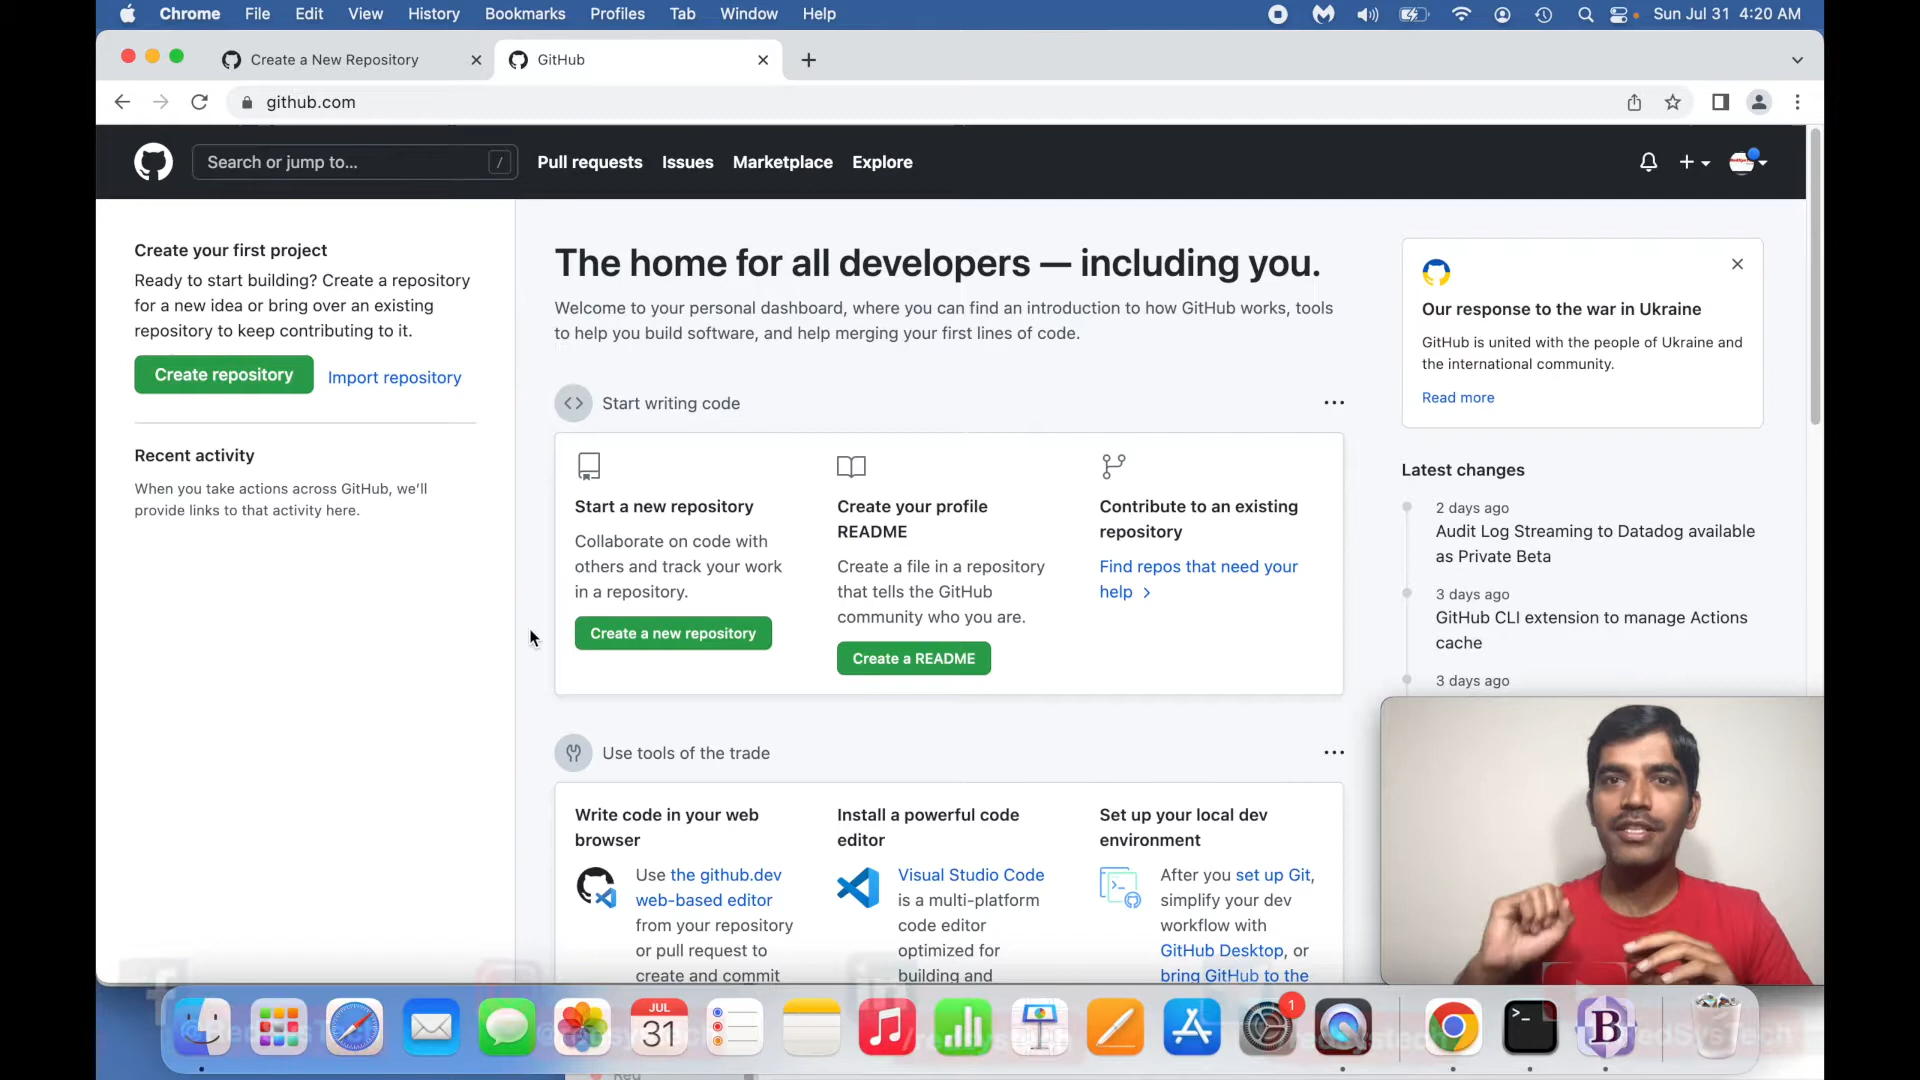 Chrome File Edit View History Bookmarks Profiles Tab Window Help
Sun Jul 31 4:20 AM
Create a New Repository
GitHub
github.com
Search or jump to... /
Pull requests Issues Marketplace Explore
Create your first project
Ready to start building? Create a repository
for a new idea or bring over an existing
repository to keep contributing to it.
Create repository
Import repository
Recent activity
When you take actions across GitHub, we'll
provide links to that activity here.
The home for all developers — including you.
Welcome to your personal dashboard, where you can find an introduction to how GitHub works, tools
to help you build software, and help merging your first lines of code.
Start writing code
Start a new repository
Collaborate on code with
others and track your work
in a repository.
Create a new repository
Create your profile
README
Create a file in a repository
that tells the GitHub
community who you are.
Create a README
Contribute to an existing
repository
Find repos that need your
help >
Use tools of the trade
Write code in your web
browser
Use the github.dev
web-based editor
from your repository
or pull request to
create and commit
Install a powerful code
editor
Visual Studio Code
is a multi-platform
code editor
optimized for
building and
Set up your local dev
environment
After you set up Git,
simplify your dev
workflow with
GitHub Desktop, or
bring GitHub to the
Our response to the war in Ukraine
GitHub is united with the people of Ukraine and
the international community.
Read more
Latest changes
2 days ago
Audit Log Streaming to Datadog available
as Private Beta
3 days ago
GitHub CLI extension to manage Actions
cache
3 days ago
JUL
31
1
B